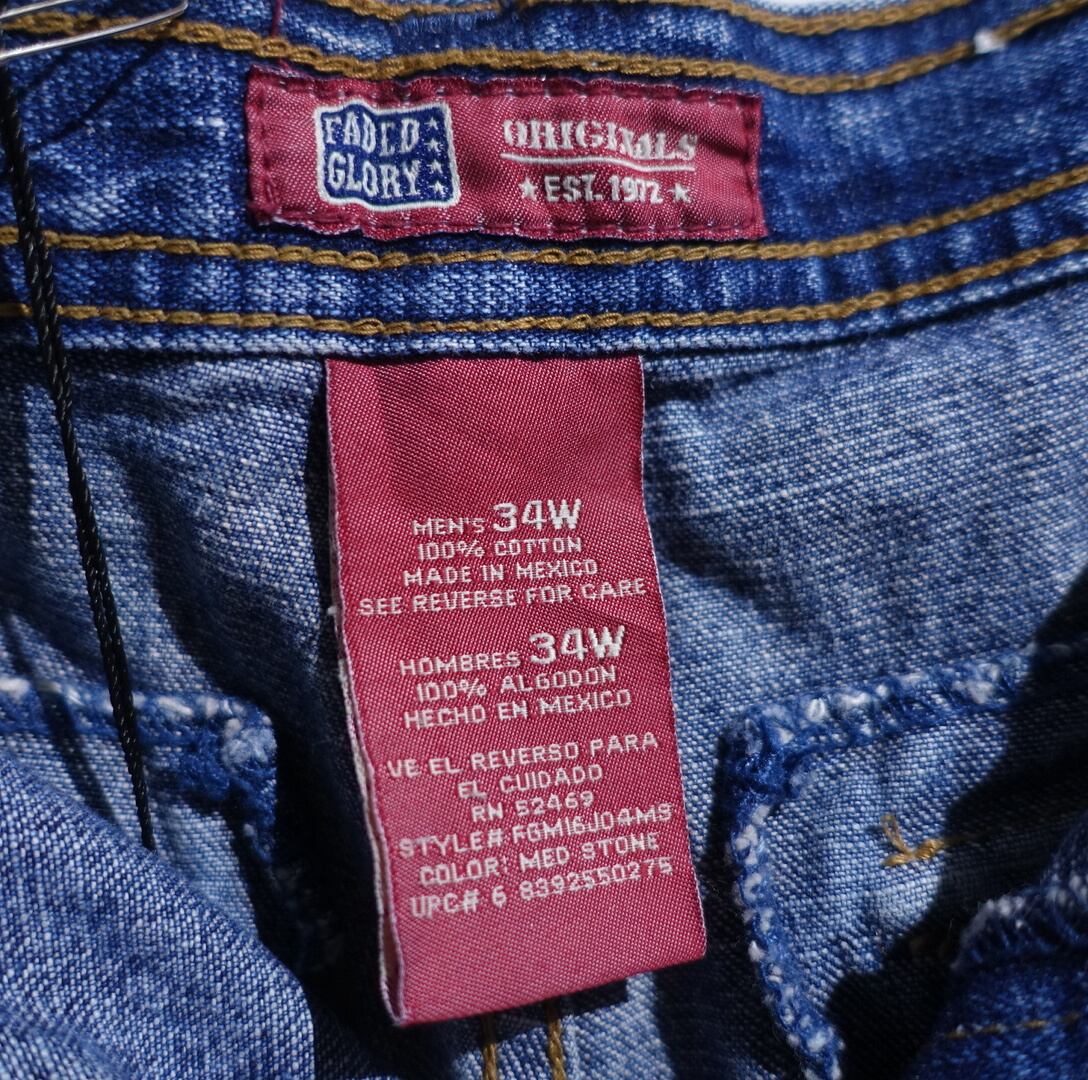 FADED
GLORY
ORIGINALS
★ EST. 1972 ★
MEN'S 34W
100% COTTON
MADE IN MEXICO
SEE REVERSE FOR CARE
HOMBRES 34W
100% ALGODON
HECHO EN MEXICO
VE EL REVERSO PARA
EL CUIDADO
RN 52469
STYLE# FGM16J04MS
COLOR: MED STONE
UPC# 6 8392550275